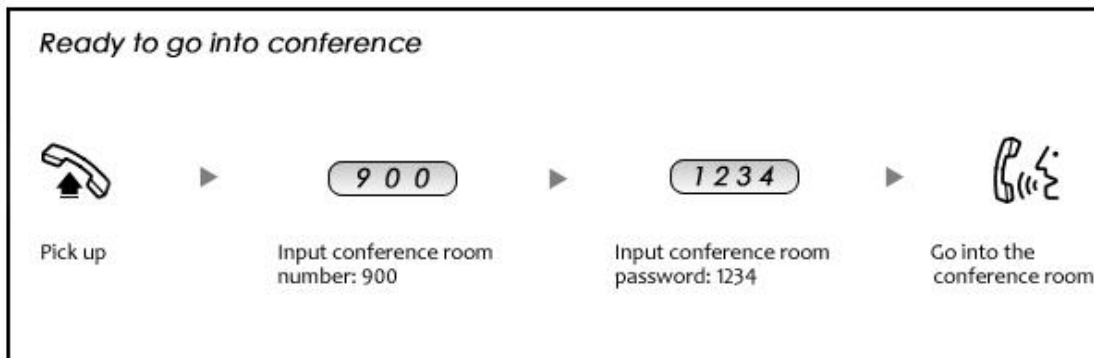 Ready to go into conference
9 0 0
1 2 3 4
Pick up
Input conference room
number: 900
Input conference room
password: 1234
Go into the
conference room